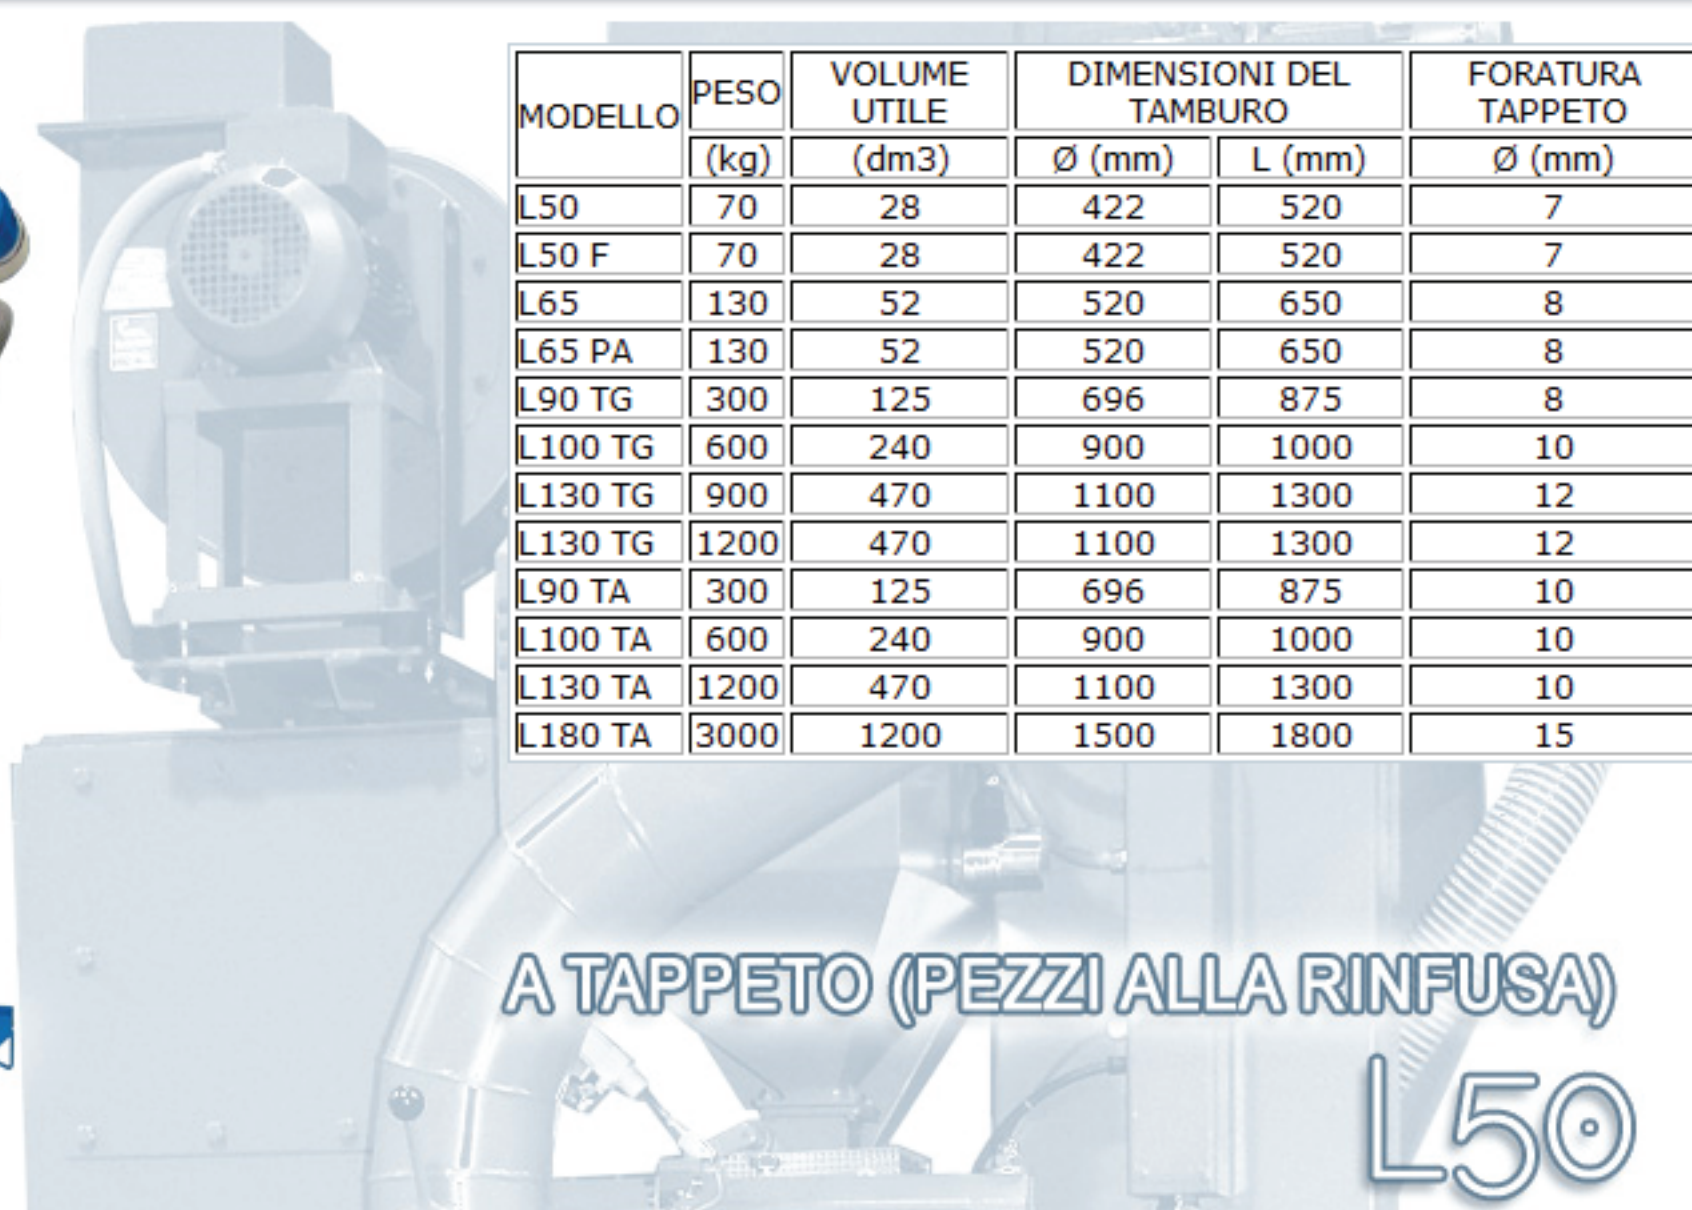 MODELLO PESO VOLUME UTILE DIMENSIONI DEL TAMBURO FORATURA TAPPETO
(kg) (dm3) Ø (mm) L (mm) Ø (mm)
L50 70 28 422 520 7
L50 F 70 28 422 520 7
L65 130 52 520 650 8
L65 PA 130 52 520 650 8
L90 TG 300 125 696 875 8
L100 TG 600 240 900 1000 10
L130 TG 900 470 1100 1300 12
L130 TG 1200 470 1100 1300 12
L90 TA 300 125 696 875 10
L100 TA 600 240 900 1000 10
L130 TA 1200 470 1100 1300 10
L180 TA 3000 1200 1500 1800 15
A TAPPETO (PEZZI ALLA RINFUSA)
L50